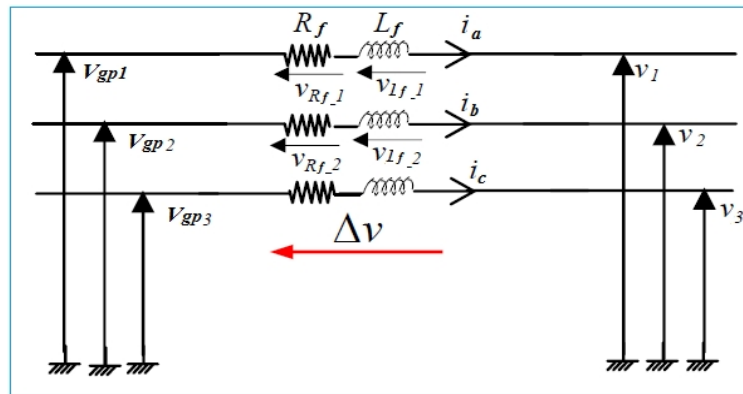 R_f L_f i_a
V_gp1 v_1
v_Rf_1 v_1f_1
i_b
V_gp2 v_2
v_Rf_2 v_1f_2
i_c
V_gp3 v_3
Δv